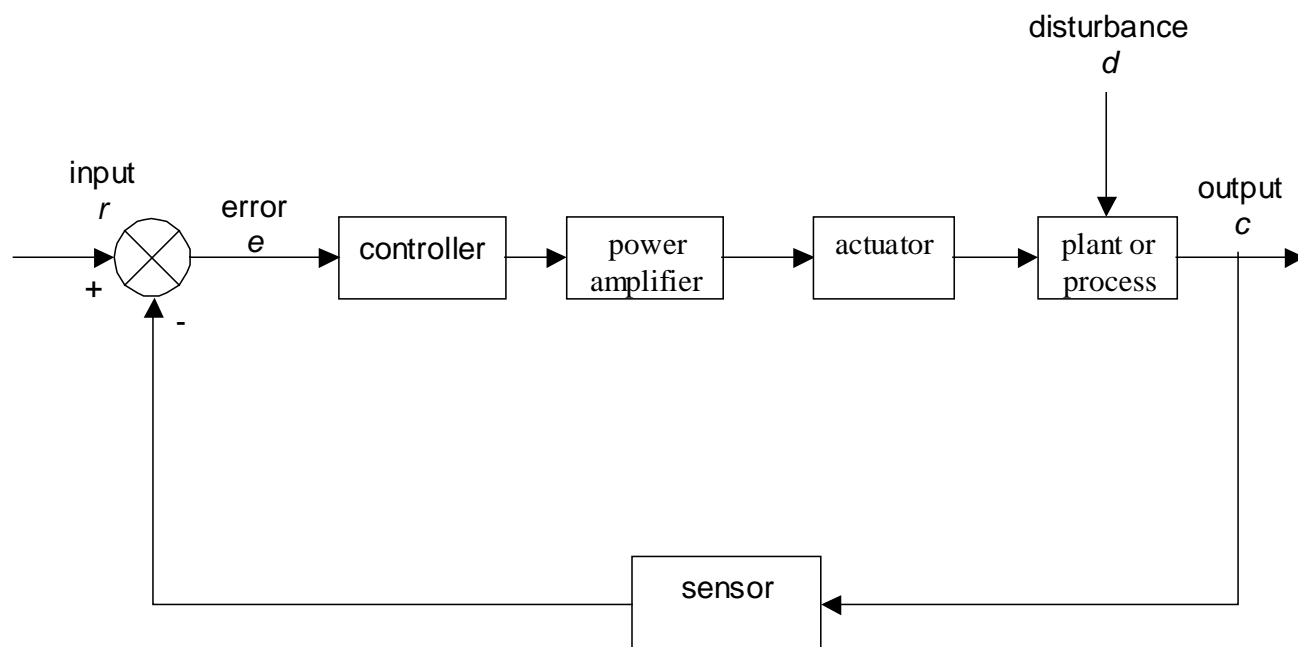 disturbance
d
input
r
error
e
controller
power
amplifier
actuator
plant or
process
output
c
+
-
sensor